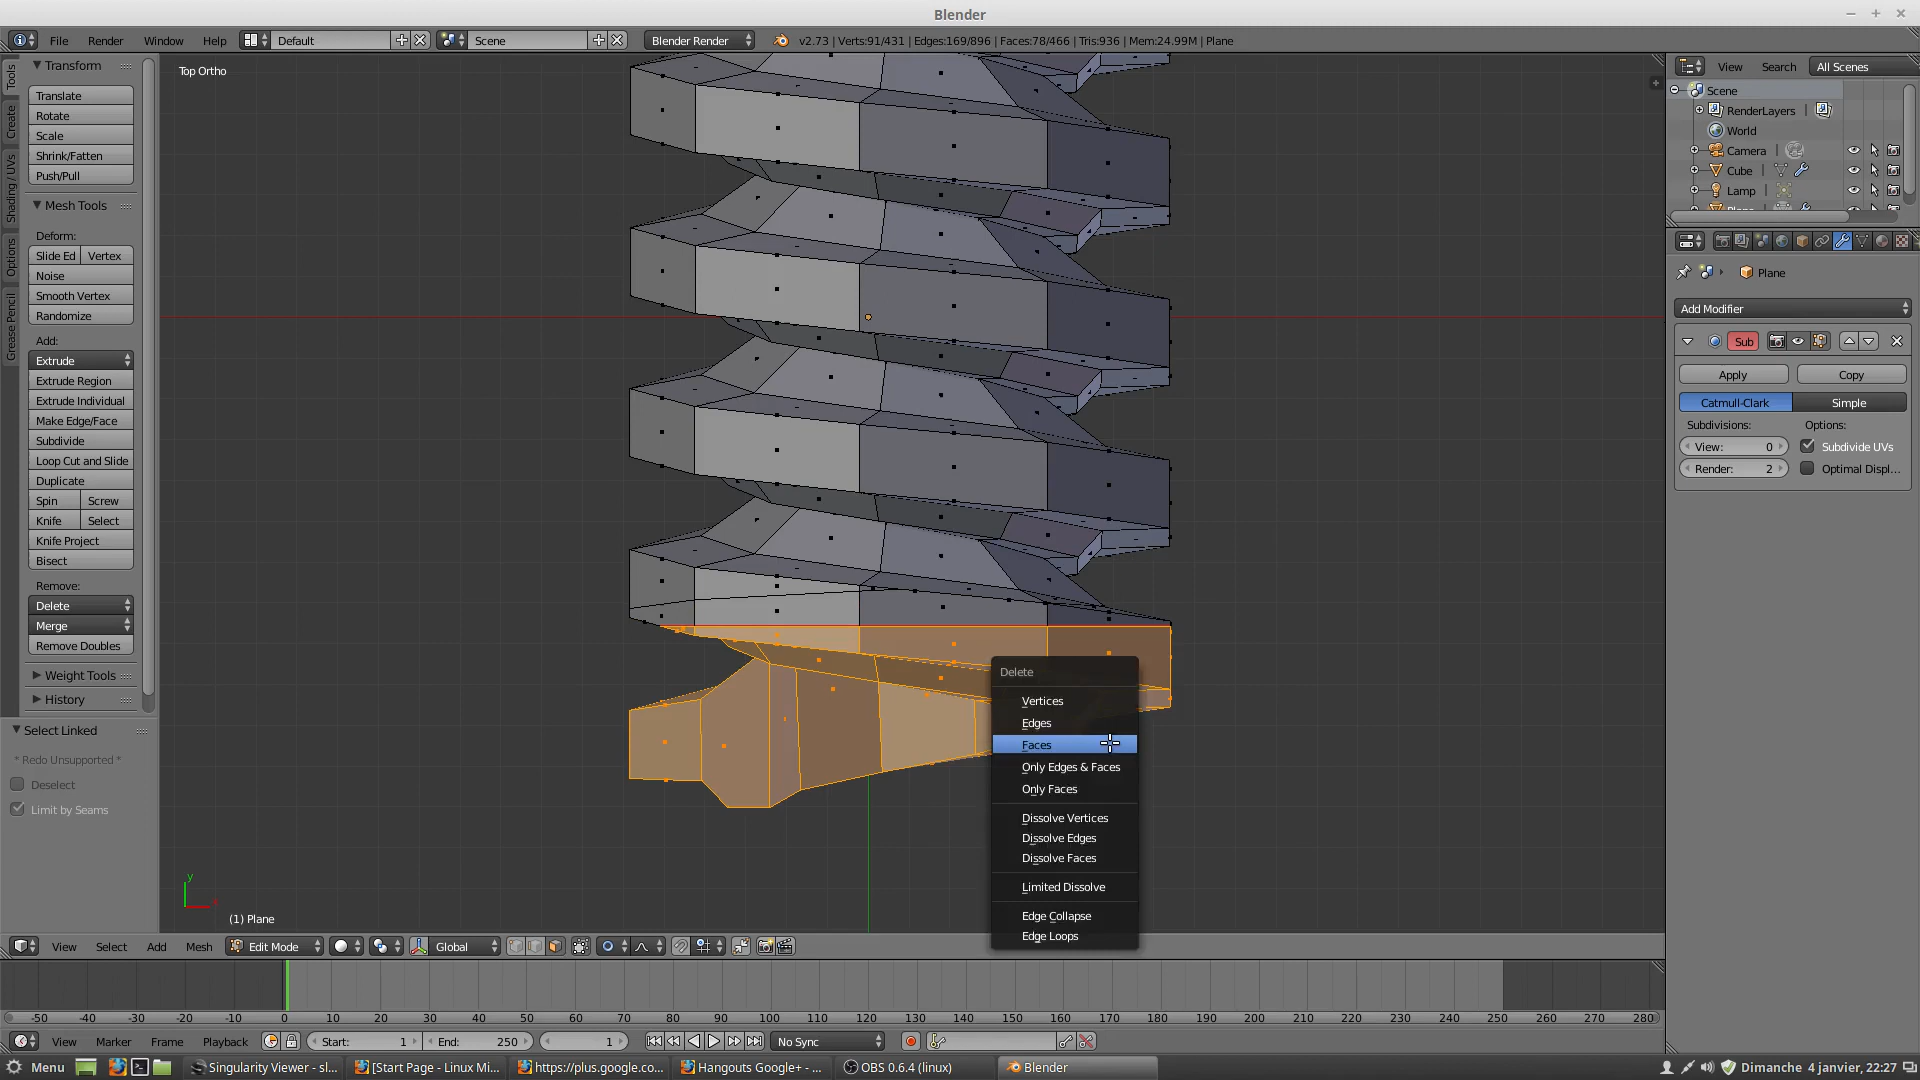 Blender
File Render Window Help Default Scene Blender Render v2.73 | Verts:91/431 | Edges:169/896 | Faces:78/466 | Tris:936 | Mem:24.99M | Plane
Tools
Create
Shading / UVs
Options
Grease Pencil
Transform
Translate
Rotate
Scale
Shrink/Fatten
Push/Pull
Mesh Tools
Deform:
Slide Ed Vertex
Noise
Smooth Vertex
Randomize
Add:
Extrude
Extrude Region
Extrude Individual
Make Edge/Face
Subdivide
Loop Cut and Slide
Duplicate
Spin Screw
Knife Select
Knife Project
Bisect
Remove:
Delete
Merge
Remove Doubles
Weight Tools
History
Select Linked
* Redo Unsupported *
Deselect
Limit by Seams
Top Ortho
y
(1) Plane
Delete
Vertices
Edges
Faces
Only Edges & Faces
Only Faces
Dissolve Vertices
Dissolve Edges
Dissolve Faces
Limited Dissolve
Edge Collapse
Edge Loops
View Search All Scenes
Scene
RenderLayers |
World
Camera |
Cube |
Lamp |
Plane
Add Modifier
Sub
Apply Copy
Catmull-Clark Simple
Subdivisions: Options:
View: 0 Subdivide UVs
Render: 2 Optimal Displ...
View Select Add Mesh Edit Mode Global
-50 -40 -30 -20 -10 0 10 20 30 40 50 60 70 80 90 100 110 120 130 140 150 160 170 180 190 200 210 220 230 240 250 260 270 280
View Marker Frame Playback Start: 1 End: 250 1 No Sync
Menu Singularity Viewer - sl... [Start Page - Linux Mi... https://plus.google.co... Hangouts Google+ - ... OBS 0.6.4 (linux) Blender Dimanche 4 janvier, 22:27